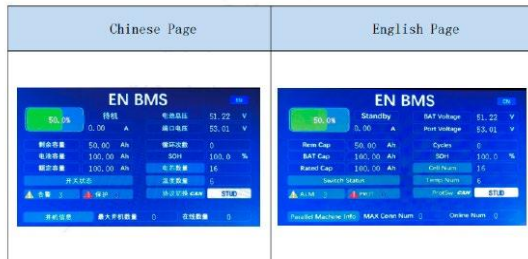 Chinese Page
English Page
EN BMS
EN
50.0%
待机
0.00 A
电池总压 51.22 V
端口电压 53.01 V
剩余容量 50.00 Ah
循环次数 0
电池容量 100.00 Ah
SOH 100.0 %
额定容量 100.00 Ah
电芯数量 16
开关状态
温度数量 6
告警
保护
协议切换 CAN STUD
并机信息
最大并机数量 0
在线数量 0
EN BMS
EN
50.0%
Standby
0.00 A
BAT Voltage 51.22 V
Port Voltage 53.01 V
Rem Cap 50.00 Ah
Cycles 0
BAT Cap 100.00 Ah
SOH 100.0 %
Rated Cap 100.00 Ah
Cell Num 16
Switch Status
Temp Num 6
ALM
CAN STUD
Parallel Machine Info
MAX Conn Num 0
Online Num 0